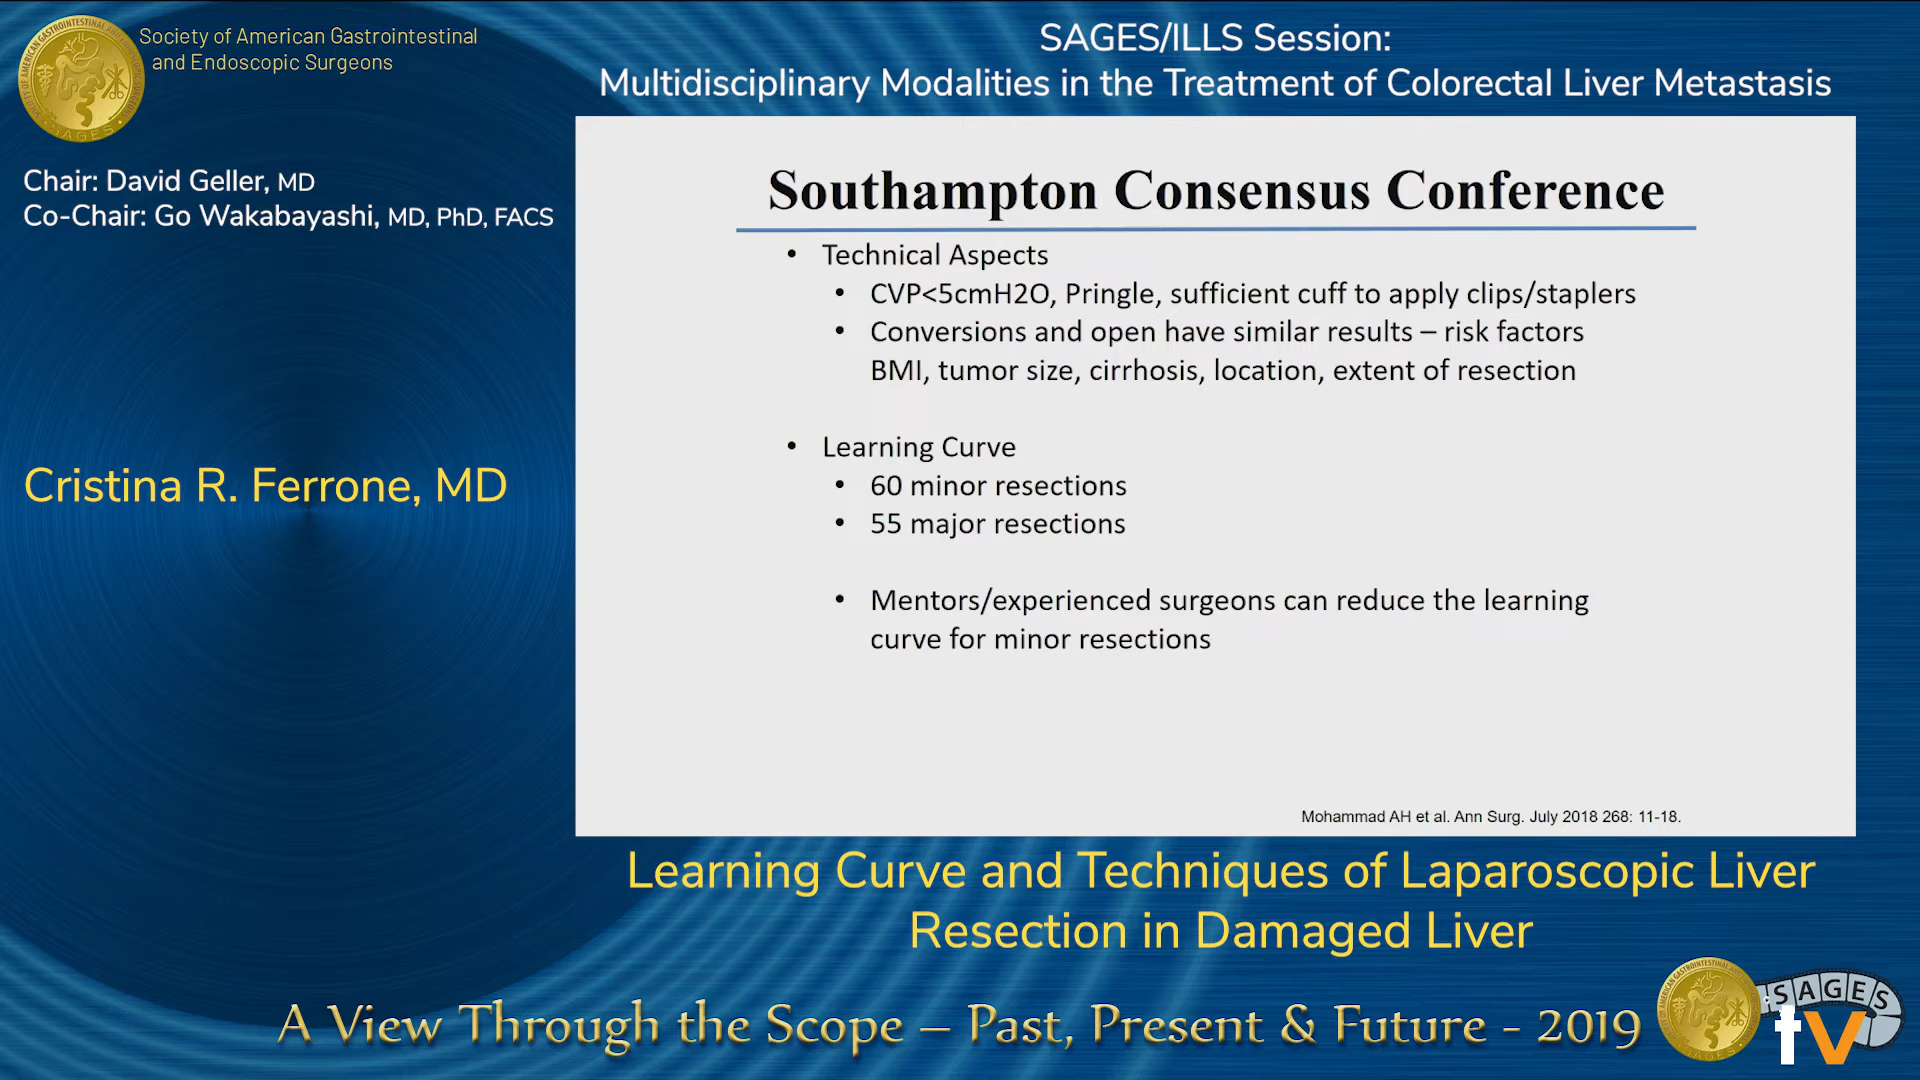 Society of American Gastrointestinal
and Endoscopic Surgeons
SAGES/ILLS Session:
Multidisciplinary Modalities in the Treatment of Colorectal Liver Metastasis
Chair: David Geller, MD
Co-Chair: Go Wakabayashi, MD, PhD, FACS
Cristina R. Ferrone, MD
Southampton Consensus Conference
• Technical Aspects
• CVP<5cmH2O, Pringle, sufficient cuff to apply clips/staplers
• Conversions and open have similar results – risk factors
BMI, tumor size, cirrhosis, location, extent of resection
• Learning Curve
• 60 minor resections
• 55 major resections
• Mentors/experienced surgeons can reduce the learning
curve for minor resections
Mohammad AH et al. Ann Surg. July 2018 268: 11-18.
Learning Curve and Techniques of Laparoscopic Liver
Resection in Damaged Liver
A View Through the Scope – Past, Present & Future - 2019
SAGES
tv